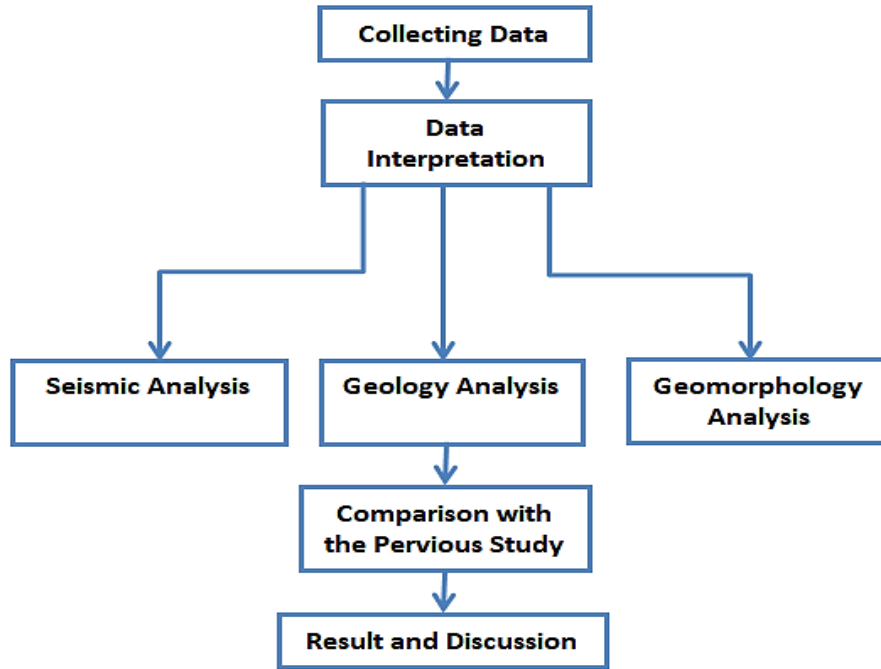 Collecting Data
Data
Interpretation
Seismic Analysis
Geology Analysis
Geomorphology
Analysis
Comparison with
the Pervious Study
Result and Discussion